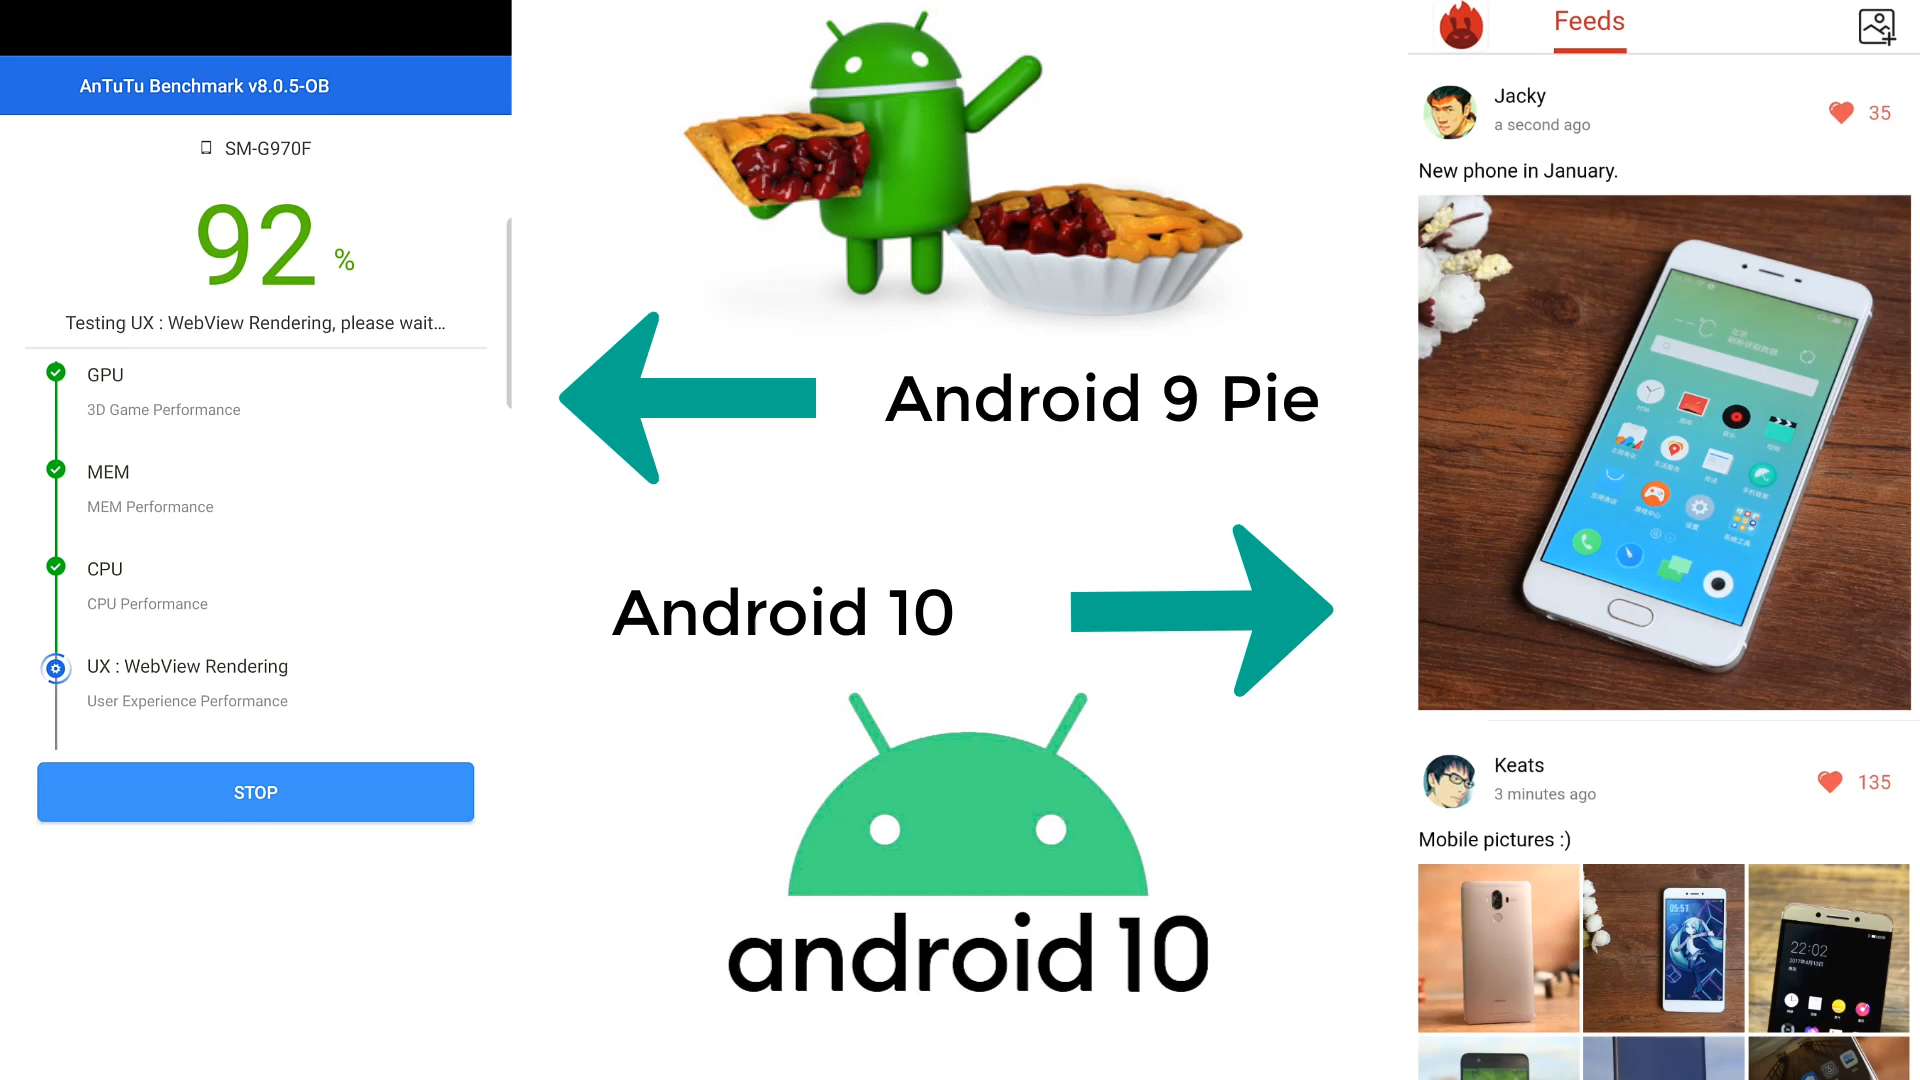 AnTuTu Benchmark v8.0.5-OB
SM-G970F
92 %
Testing UX : WebView Rendering, please wait...
GPU
3D Game Performance
MEM
MEM Performance
CPU
CPU Performance
UX : WebView Rendering
User Experience Performance
STOP
Android 9 Pie
Android 10
android 10
Feeds
Jacky
a second ago
35
New phone in January.
Keats
3 minutes ago
135
Mobile pictures :)
05:57
22:02